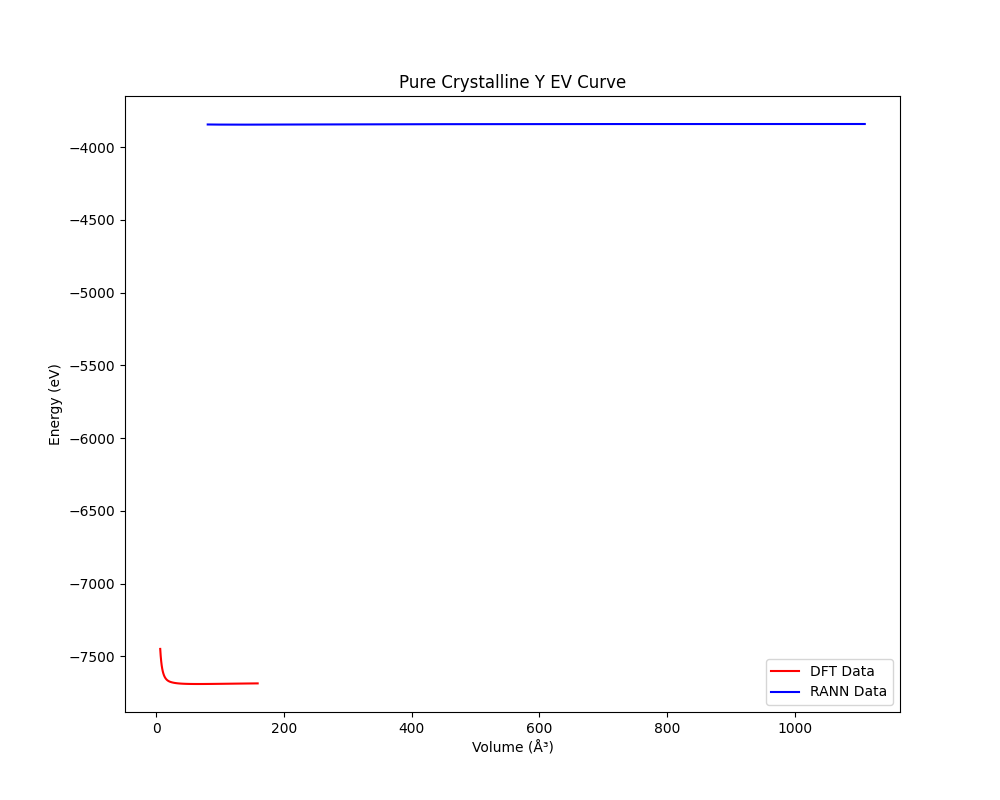 Pure Crystalline Y EV Curve
Energy (eV)
−4000
−4500
−5000
−5500
−6000
−6500
−7000
−7500
DFT Data
RANN Data
0 200 400 600 800 1000
Volume (Å³)